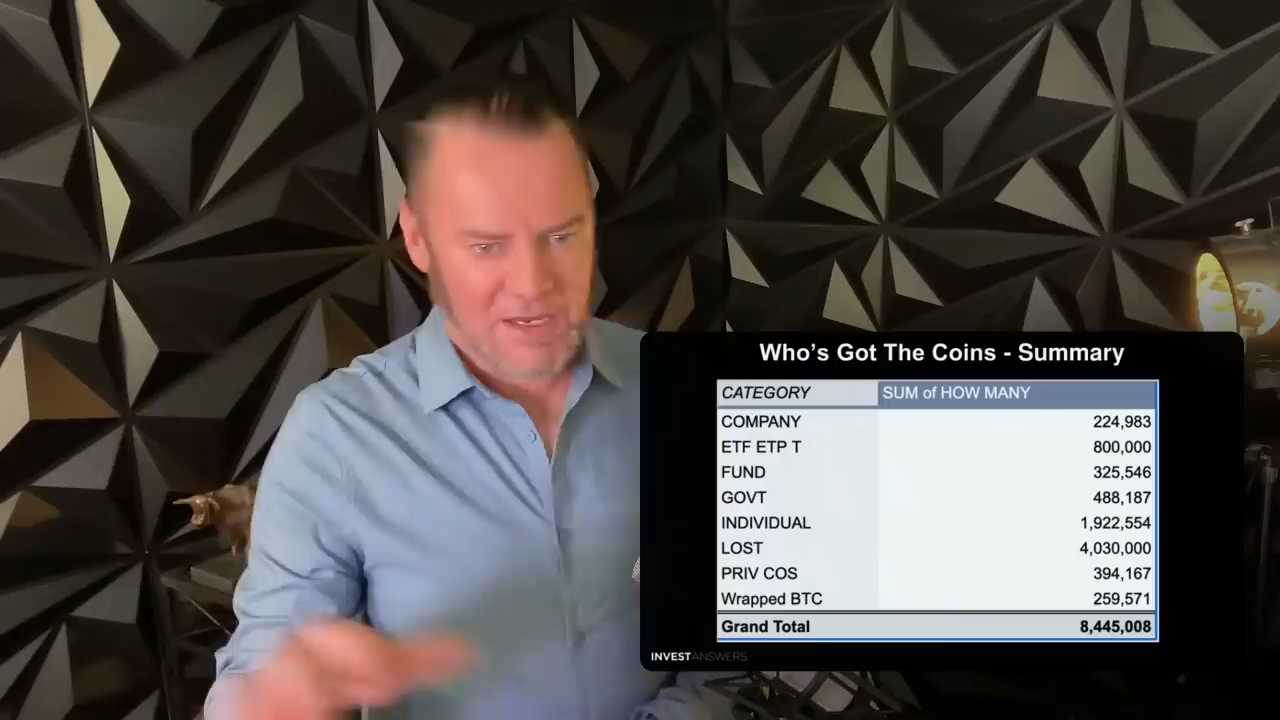 Who's Got The Coins - Summary
CATEGORY SUM of HOW MANY
COMPANY 224,983
ETF ETP T 800,000
FUND 325,546
GOVT 488,187
INDIVIDUAL 1,922,554
LOST 4,030,000
PRIV COS 394,167
Wrapped BTC 259,571
Grand Total 8,445,008
INVESTANSWERS